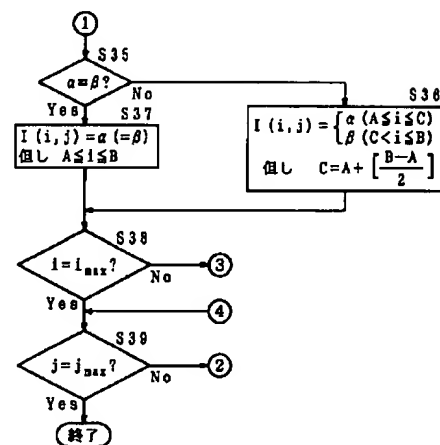 ①
S35
α=β?
No
Yes
S37
I(i,j)=α(=β)
但し A≦i≦B
S36
I(i,j)={α(A≦i≦C)
β(C<i≦B)
但し C=A+[B-A/2]
S38
i=imax?
No
③
Yes
④
S39
j=jmax?
No
②
Yes
終了